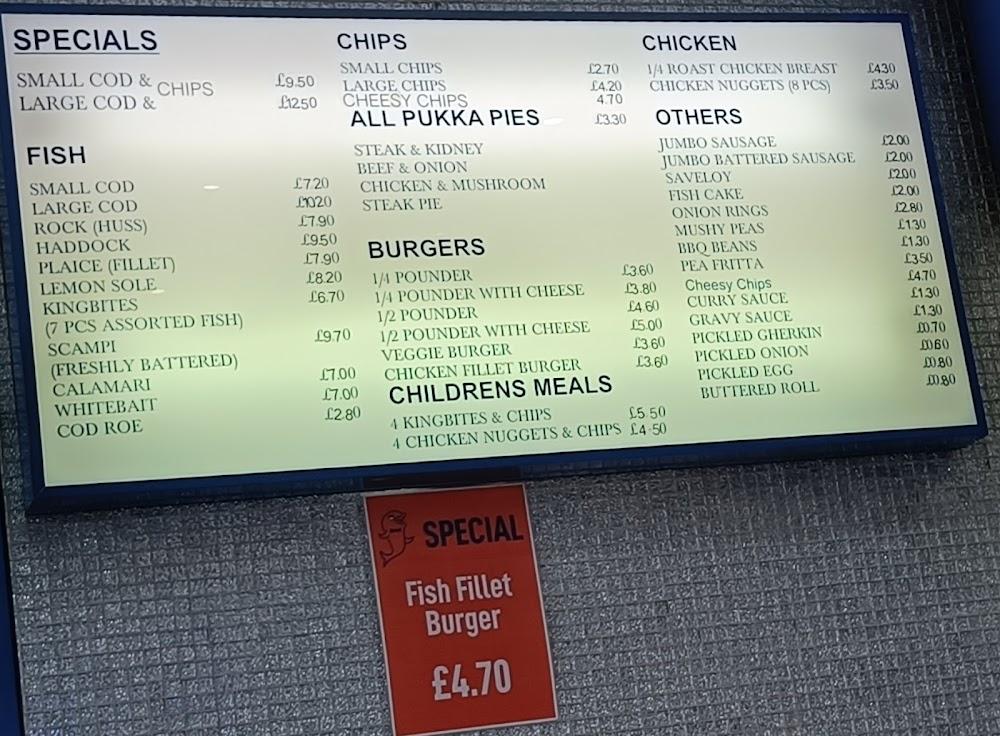 SPECIALS
SMALL COD & CHIPS £9.50
LARGE COD & £12.50
FISH
SMALL COD £7.20
LARGE COD £10.20
ROCK (HUSS) £7.90
HADDOCK £9.50
PLAICE (FILLET) £7.90
LEMON SOLE £8.20
KINGBITES £6.70
(7 PCS ASSORTED FISH)
SCAMPI £9.70
(FRESHLY BATTERED)
CALAMARI £7.00
WHITEBAIT £7.00
COD ROE £2.80
CHIPS
SMALL CHIPS £2.70
LARGE CHIPS £4.20
CHEESY CHIPS 4.70
ALL PUKKA PIES £3.30
STEAK & KIDNEY
BEEF & ONION
CHICKEN & MUSHROOM
STEAK PIE
BURGERS
1/4 POUNDER £3.60
1/4 POUNDER WITH CHEESE £3.80
1/2 POUNDER £4.60
1/2 POUNDER WITH CHEESE £5.00
VEGGIE BURGER £3.60
CHICKEN FILLET BURGER £3.60
CHILDRENS MEALS
4 KINGBITES & CHIPS £5.50
4 CHICKEN NUGGETS & CHIPS £4.50
CHICKEN
1/4 ROAST CHICKEN BREAST £4.30
CHICKEN NUGGETS (8 PCS) £3.50
OTHERS
JUMBO SAUSAGE £2.00
JUMBO BATTERED SAUSAGE £2.00
SAVELOY £2.00
FISH CAKE £2.00
ONION RINGS £2.80
MUSHY PEAS £1.30
BBQ BEANS £1.30
PEA FRITTA £3.50
Cheesy Chips £4.70
CURRY SAUCE £1.30
GRAVY SAUCE £1.30
PICKLED GHERKIN £0.70
PICKLED ONION £0.60
PICKLED EGG £0.80
BUTTERED ROLL £0.80
SPECIAL
Fish Fillet
Burger
£4.70